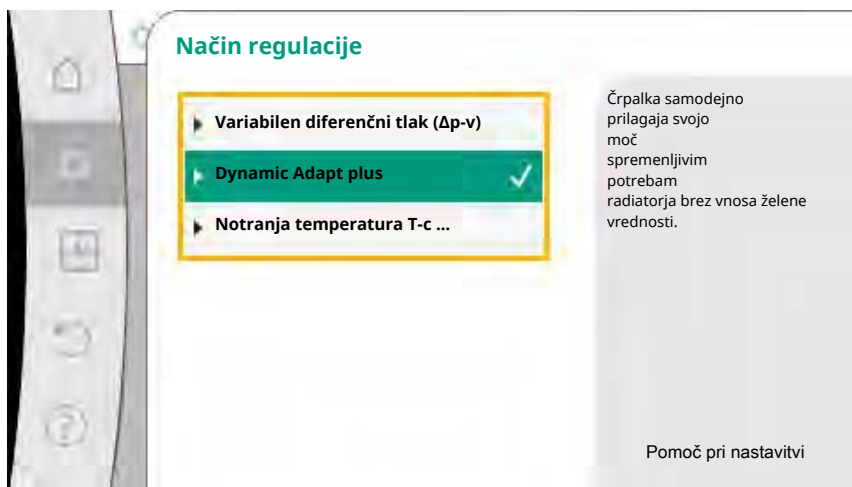 Način regulacije
Variabilen diferenčni tlak (Δp-v)
Dynamic Adapt plus
Notranja temperatura T-c ...
Črpalka samodejno
prilagaja svojo
moč
spremenljivim
potrebam
radiatorja brez vnosa želene
vrednosti.
Pomoč pri nastavitvi